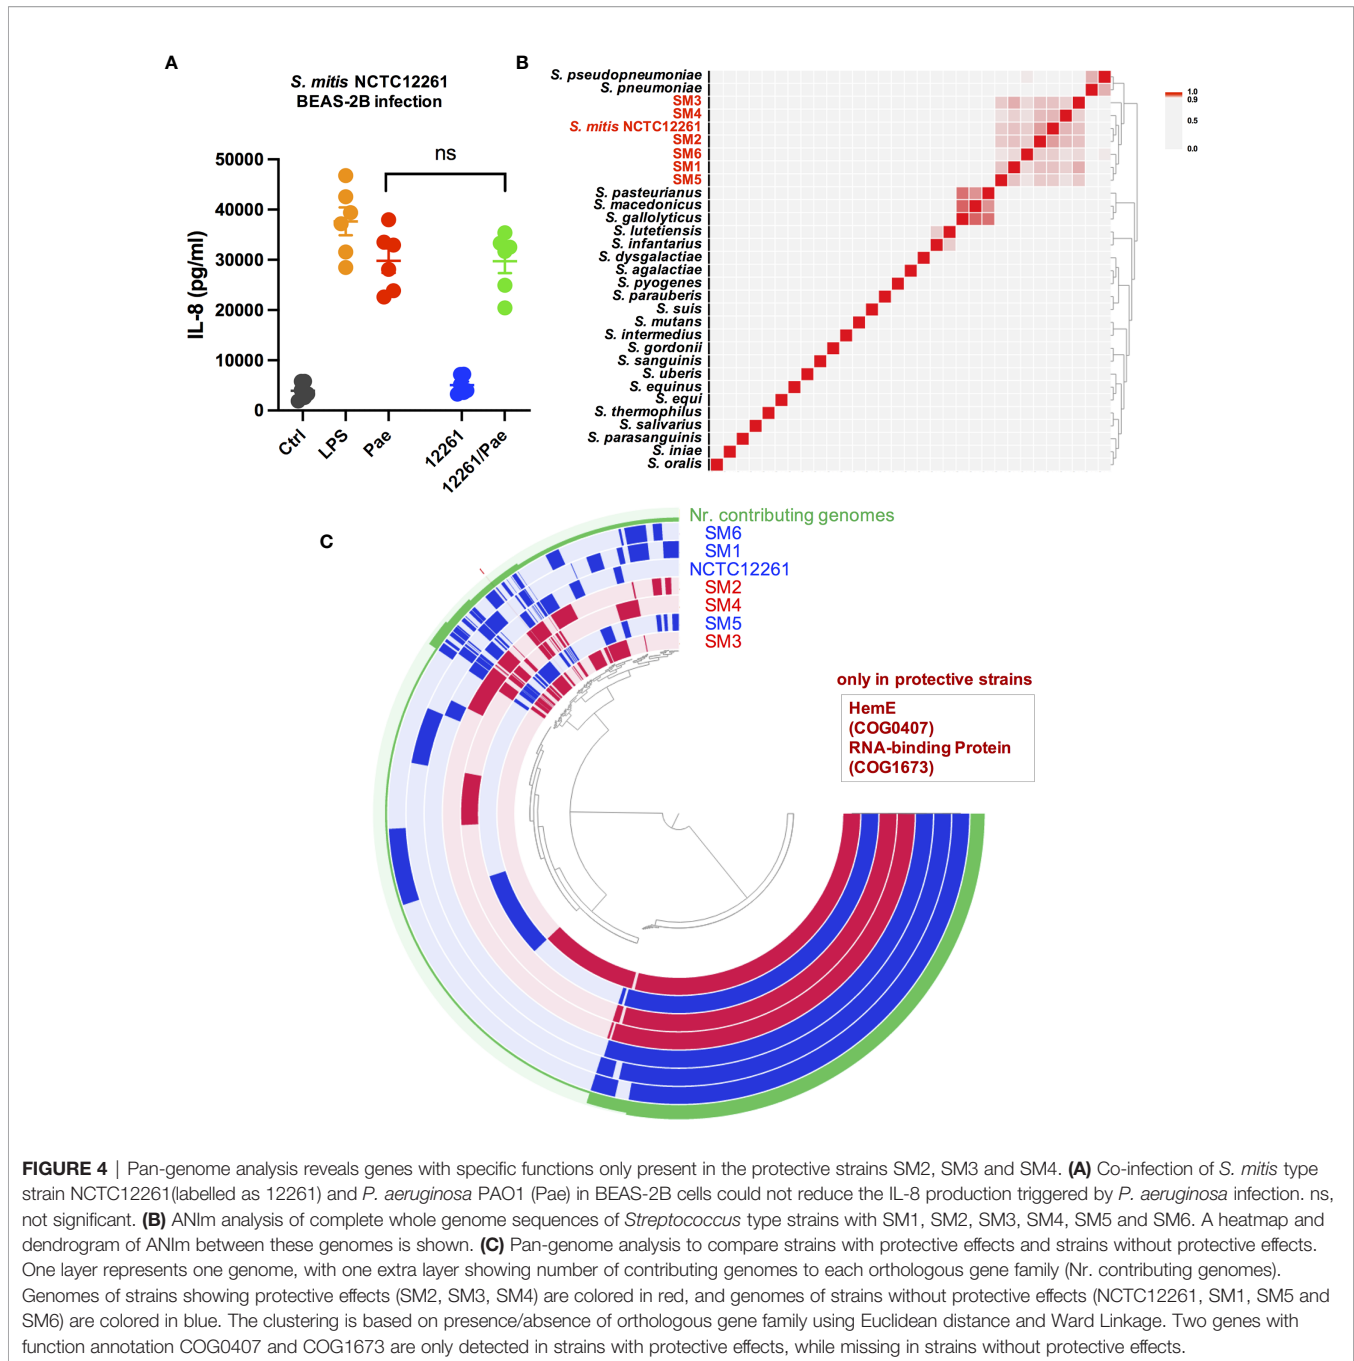 A
S. mitis NCTC12261
BEAS-2B infection
ns
IL-8 (pg/ml)
50000
40000
30000
20000
10000
0
Ctrl
LPS
Pae
12261
12261/Pae
B
S. pseudopneumoniae
S. pneumoniae
SM3
SM4
S. mitis NCTC12261
SM2
SM6
SM1
SM5
S. pasteurianus
S. macedonicus
S. gallolyticus
S. lutetiensis
S. infantarius
S. dysgalactiae
S. agalactiae
S. pyogenes
S. parauberis
S. suis
S. mutans
S. intermedius
S. gordonii
S. sanguinis
S. uberis
S. equinus
S. equi
S. thermophilus
S. salivarius
S. parasanguinis
S. iniae
S. oralis
1.0
0.9
0.5
0.0
C
Nr. contributing genomes
SM6
SM1
NCTC12261
SM2
SM4
SM5
SM3
only in protective strains
HemE
(COG0407)
RNA-binding Protein
(COG1673)
FIGURE 4 | Pan-genome analysis reveals genes with specific functions only present in the protective strains SM2, SM3 and SM4. (A) Co-infection of S. mitis type
strain NCTC12261(labelled as 12261) and P. aeruginosa PAO1 (Pae) in BEAS-2B cells could not reduce the IL-8 production triggered by P. aeruginosa infection. ns,
not significant. (B) ANIm analysis of complete whole genome sequences of Streptococcus type strains with SM1, SM2, SM3, SM4, SM5 and SM6. A heatmap and
dendrogram of ANIm between these genomes is shown. (C) Pan-genome analysis to compare strains with protective effects and strains without protective effects.
One layer represents one genome, with one extra layer showing number of contributing genomes to each orthologous gene family (Nr. contributing genomes).
Genomes of strains showing protective effects (SM2, SM3, SM4) are colored in red, and genomes of strains without protective effects (NCTC12261, SM1, SM5 and
SM6) are colored in blue. The clustering is based on presence/absence of orthologous gene family using Euclidean distance and Ward Linkage. Two genes with
function annotation COG0407 and COG1673 are only detected in strains with protective effects, while missing in strains without protective effects.